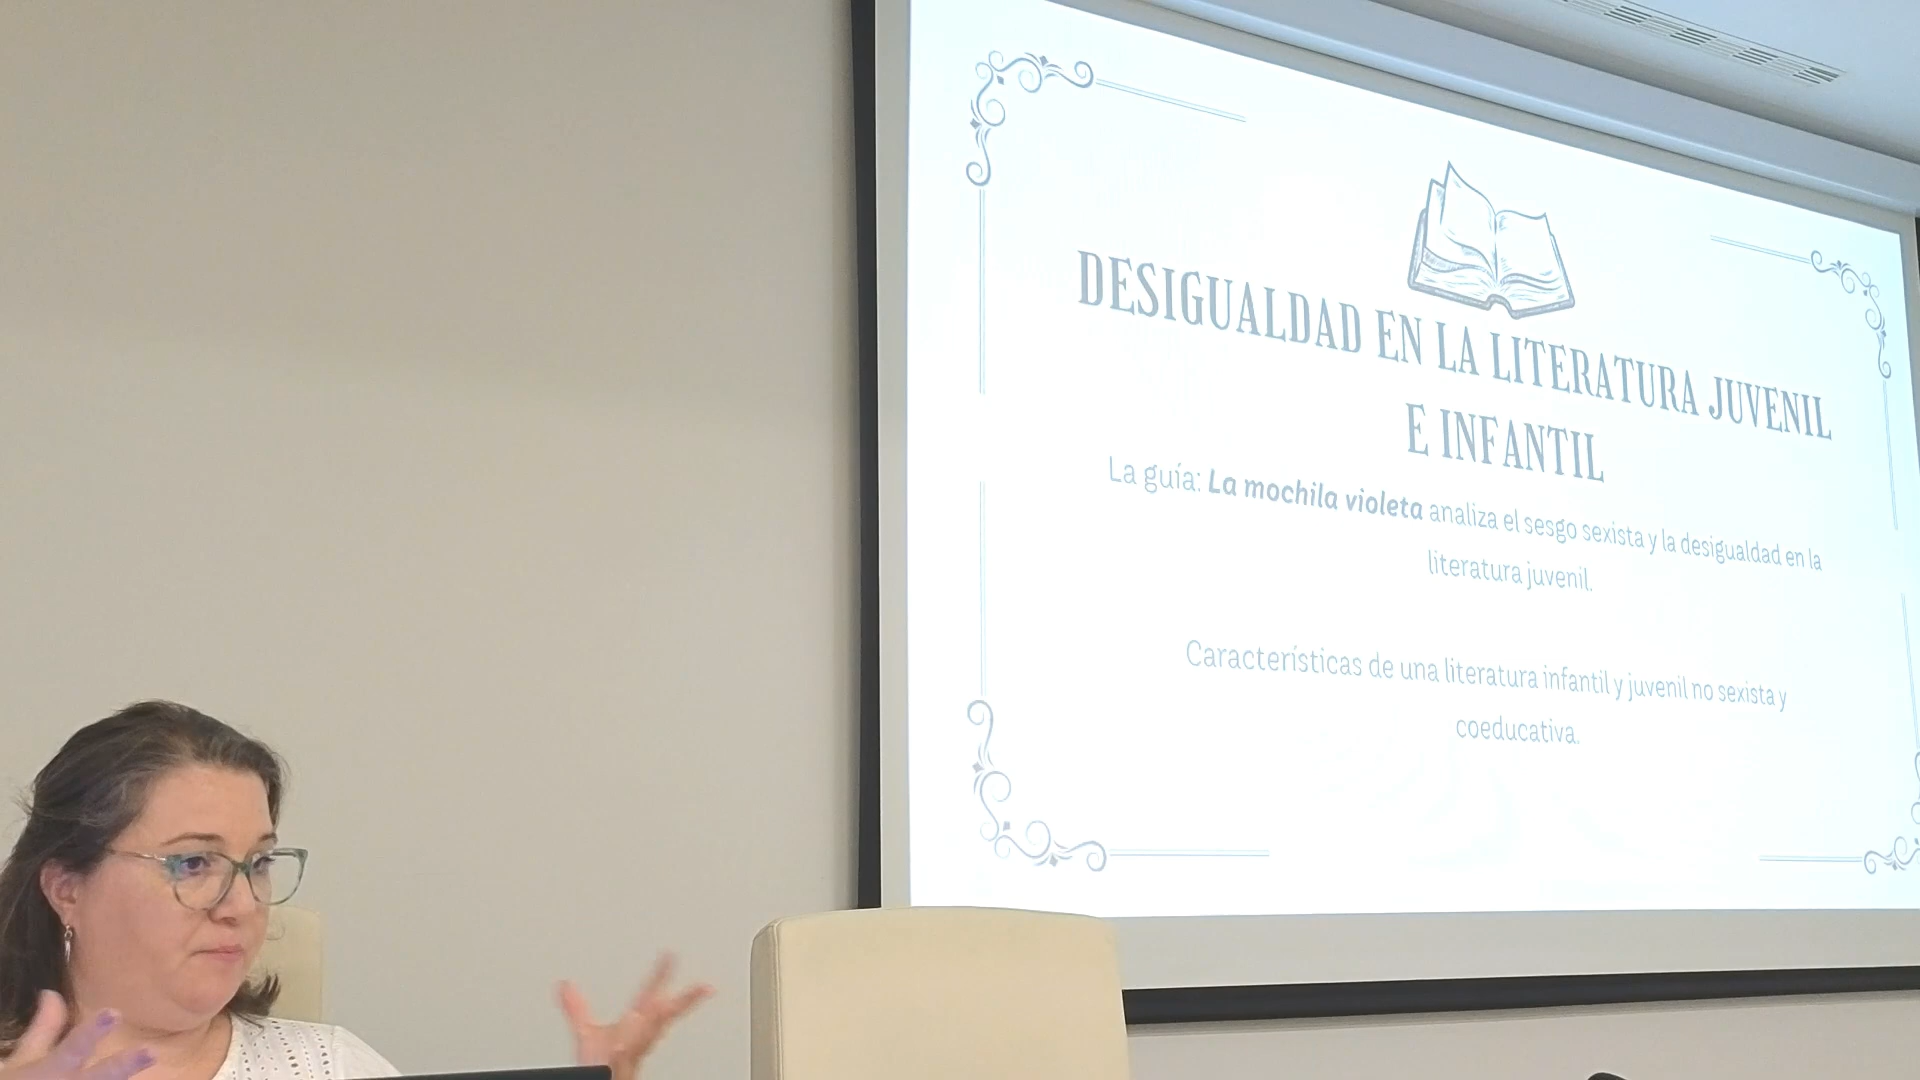 DESIGUALDAD EN LA LITERATURA JUVENIL
E INFANTIL
La guía: La mochila violeta analiza el sesgo sexista y la desigualdad en la
literatura juvenil.
Características de una literatura infantil y juvenil no sexista y
coeducativa.